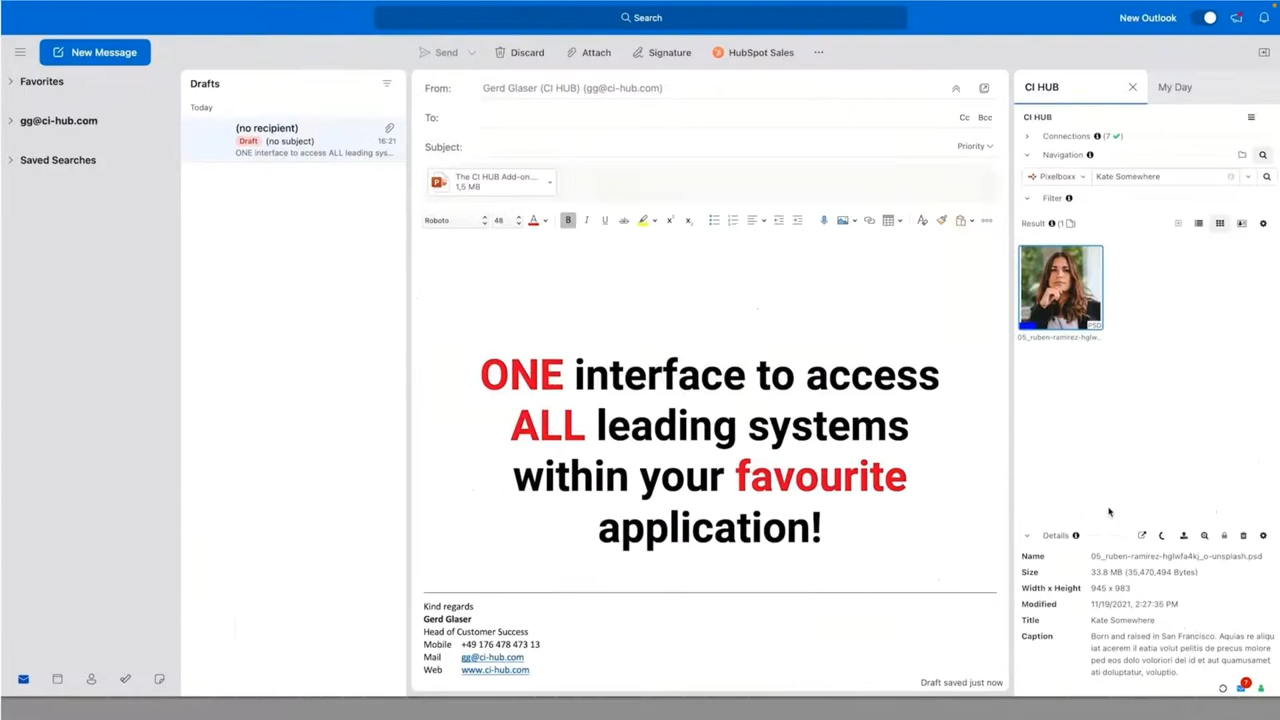 Search
New Outlook
New Message
Send
Discard
Attach
Signature
HubSpot Sales
Favorites
gg@ci-hub.com
Saved Searches
Drafts
Today
(no recipient)
Draft (no subject) 16:21
ONE interface to access ALL leading sys...
From: Gerd Glaser (CI HUB) (gg@ci-hub.com)
To: Cc Bcc
Subject: Priority
The CI HUB Add-on....
1,5 MB
Roboto 48
ONE interface to access
ALL leading systems
within your favourite
application!
Kind regards
Gerd Glaser
Head of Customer Success
Mobile +49 176 478 473 13
Mail gg@ci-hub.com
Web www.ci-hub.com
Draft saved just now
CI HUB
My Day
CI HUB
Connections (7 )
Navigation
Pixelboxx Kate Somewhere
Filter
Result (1
PSD
05_ruben-ramirez-hglw...
Details
Name 05_ruben-ramirez-hglwfa4kj_o-unsplash.psd
Size 33.8 MB (35,470,494 Bytes)
Width x Height 945 x 983
Modified 11/19/2021, 2:27:35 PM
Title Kate Somewhere
Caption Born and raised in San Francisco. Aquias re aliqu
iat acerem il eatia volut pelitis de precus molore
ped eos dolo voloriori dei id et aut quamusamet
ati doluptatur, voluptio.
7